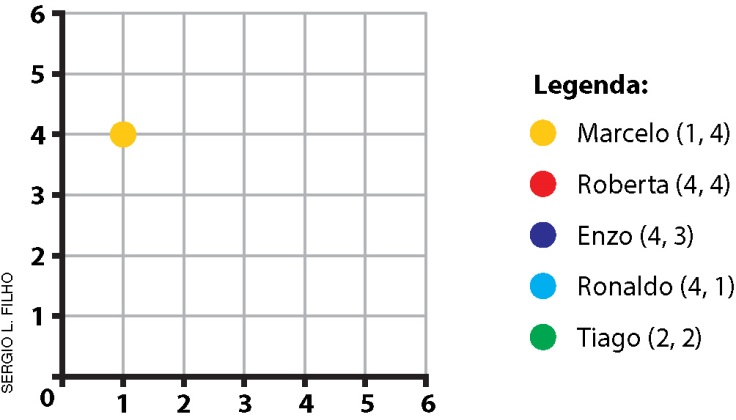 6
5
4
3
2
1
0
1 2 3 4 5 6
Legenda:
Marcelo (1, 4)
Roberta (4, 4)
Enzo (4, 3)
Ronaldo (4, 1)
Tiago (2, 2)
SERGIO L. FILHO